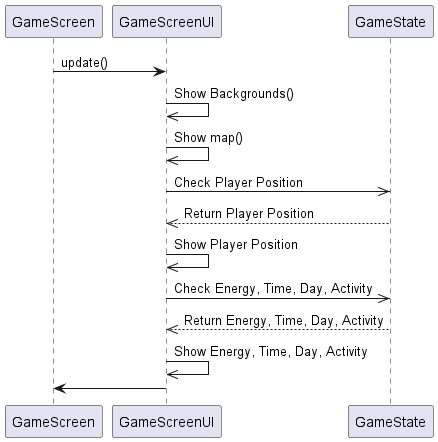 GameScreen GameScreenUI GameState
update()
Show Backgrounds()
Show map()
Check Player Position
Return Player Position
Show Player Position
Check Energy, Time, Day, Activity
Return Energy, Time, Day, Activity
Show Energy, Time, Day, Activity
GameScreen GameScreenUI GameState